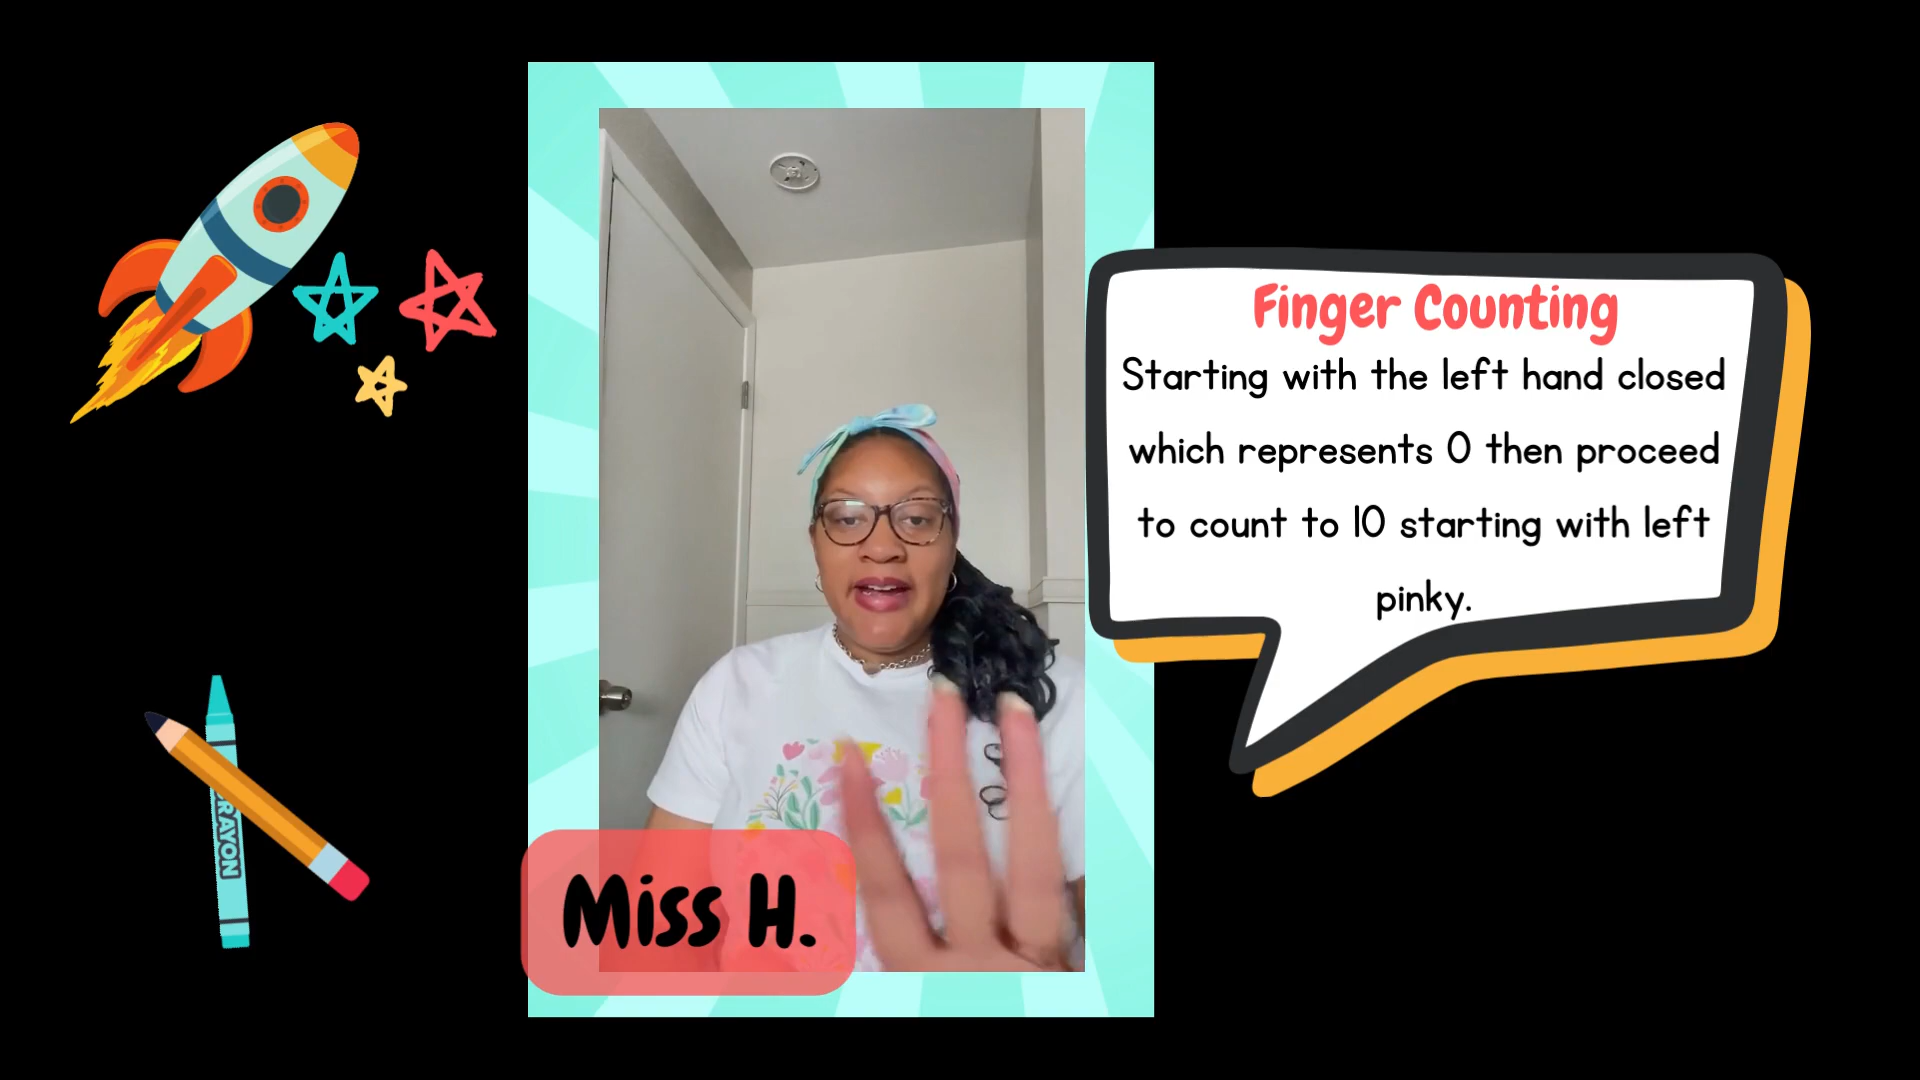 Finger Counting
Starting with the left hand closed
which represents 0 then proceed
to count to 10 starting with left
pinky.
CRAYON
Miss H.